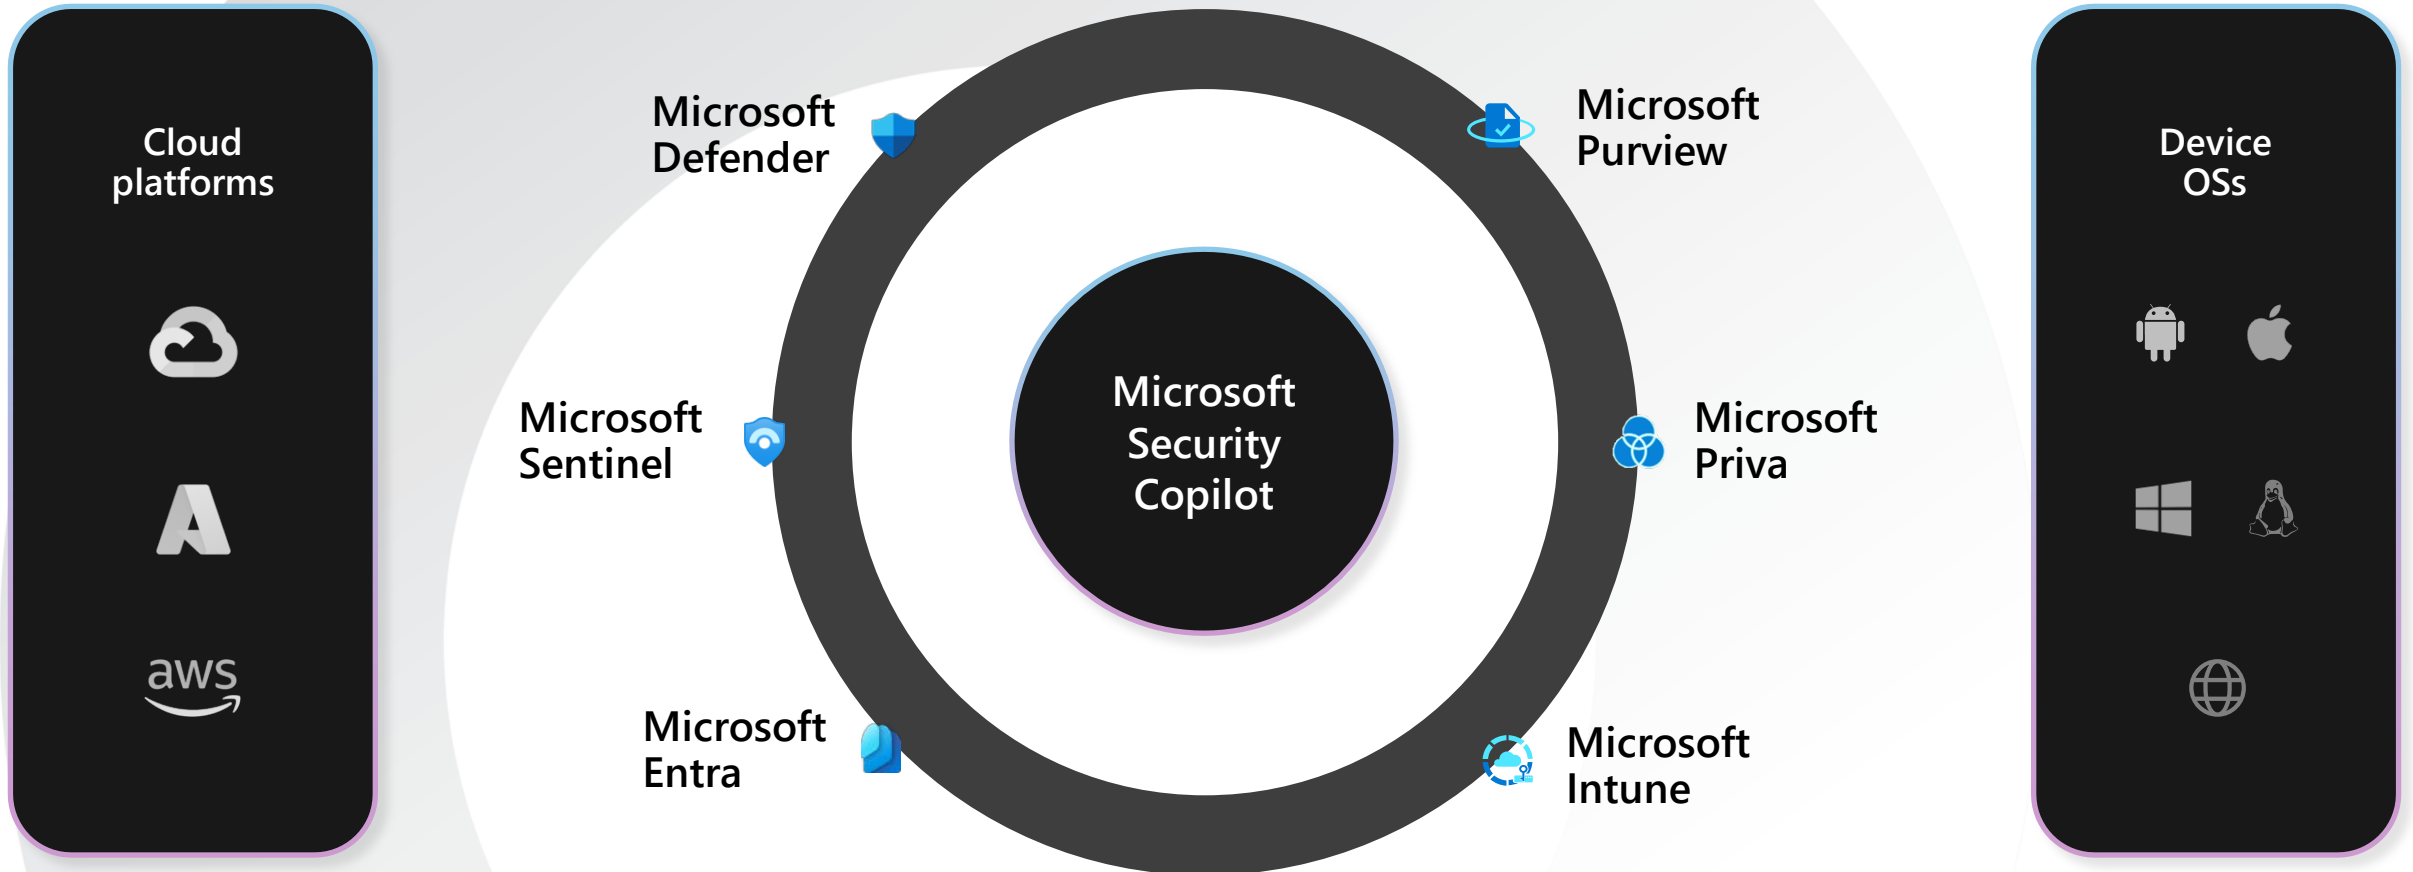 Cloud
platforms
aws
Microsoft
Defender
Microsoft
Sentinel
Microsoft
Entra
Microsoft
Security
Copilot
Microsoft
Purview
Microsoft
Priva
Microsoft
Intune
Device
OSs